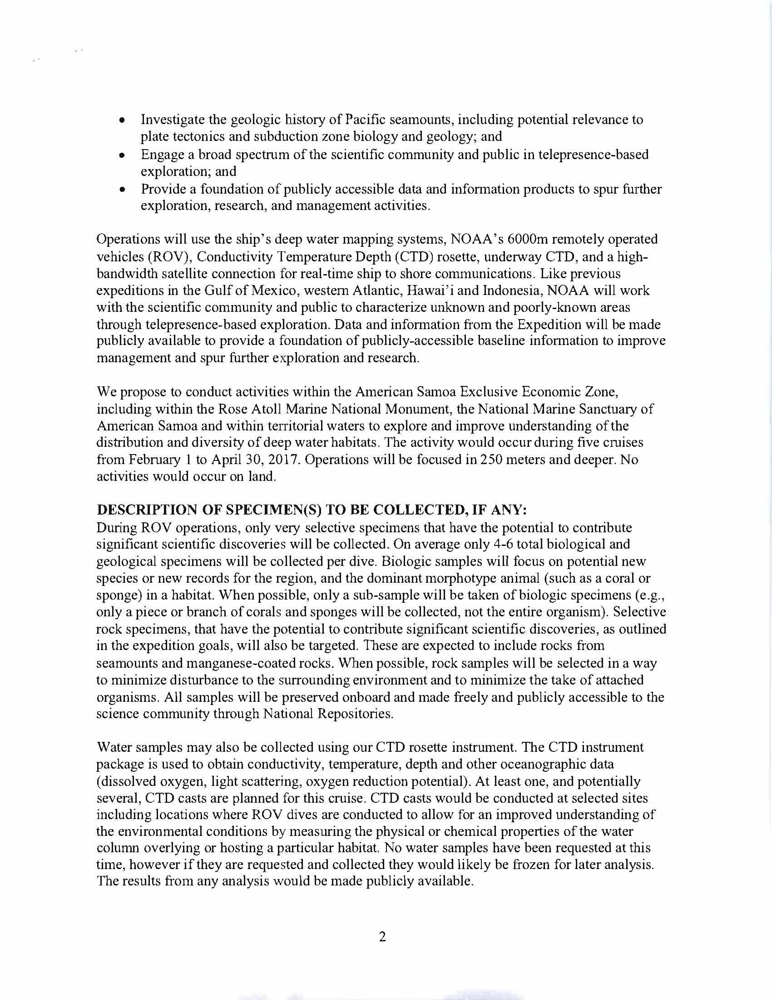 • Investigate the geologic history of Pacific seamounts, including potential relevance to
plate tectonics and subduction zone biology and geology; and
• Engage a broad spectrum of the scientific community and public in telepresence-based
exploration; and
• Provide a foundation of publicly accessible data and information products to spur further
exploration, research, and management activities.
Operations will use the ship's deep water mapping systems, NOAA's 6000m remotely operated
vehicles (ROV), Conductivity Temperature Depth (CTD) rosette, underway CTD, and a high-
bandwidth satellite connection for real-time ship to shore communications. Like previous
expeditions in the Gulf of Mexico, western Atlantic, Hawai'i and Indonesia, NOAA will work
with the scientific community and public to characterize unknown and poorly-known areas
through telepresence-based exploration. Data and information from the Expedition will be made
publicly available to provide a foundation of publicly-accessible baseline information to improve
management and spur further exploration and research.
We propose to conduct activities within the American Samoa Exclusive Economic Zone,
including within the Rose Atoll Marine National Monument, the National Marine Sanctuary of
American Samoa and within territorial waters to explore and improve understanding of the
distribution and diversity of deep water habitats. The activity would occur during five cruises
from February 1 to April 30, 2017. Operations will be focused in 250 meters and deeper. No
activities would occur on land.
DESCRIPTION OF SPECIMEN(S) TO BE COLLECTED, IF ANY:
During ROV operations, only very selective specimens that have the potential to contribute
significant scientific discoveries will be collected. On average only 4-6 total biological and
geological specimens will be collected per dive. Biologic samples will focus on potential new
species or new records for the region, and the dominant morphotype animal (such as a coral or
sponge) in a habitat. When possible, only a sub-sample will be taken of biologic specimens (e.g.,
only a piece or branch of corals and sponges will be collected, not the entire organism). Selective
rock specimens, that have the potential to contribute significant scientific discoveries, as outlined
in the expedition goals, will also be targeted. These are expected to include rocks from
seamounts and manganese-coated rocks. When possible, rock samples will be selected in a way
to minimize disturbance to the surrounding environment and to minimize the take of attached
organisms. All samples will be preserved onboard and made freely and publicly accessible to the
science community through National Repositories.
Water samples may also be collected using our CTD rosette instrument. The CTD instrument
package is used to obtain conductivity, temperature, depth and other oceanographic data
(dissolved oxygen, light scattering, oxygen reduction potential). At least one, and potentially
several, CTD casts are planned for this cruise. CTD casts would be conducted at selected sites
including locations where ROV dives are conducted to allow for an improved understanding of
the environmental conditions by measuring the physical or chemical properties of the water
column overlying or hosting a particular habitat. No water samples have been requested at this
time, however if they are requested and collected they would likely be frozen for later analysis.
The results from any analysis would be made publicly available.
2